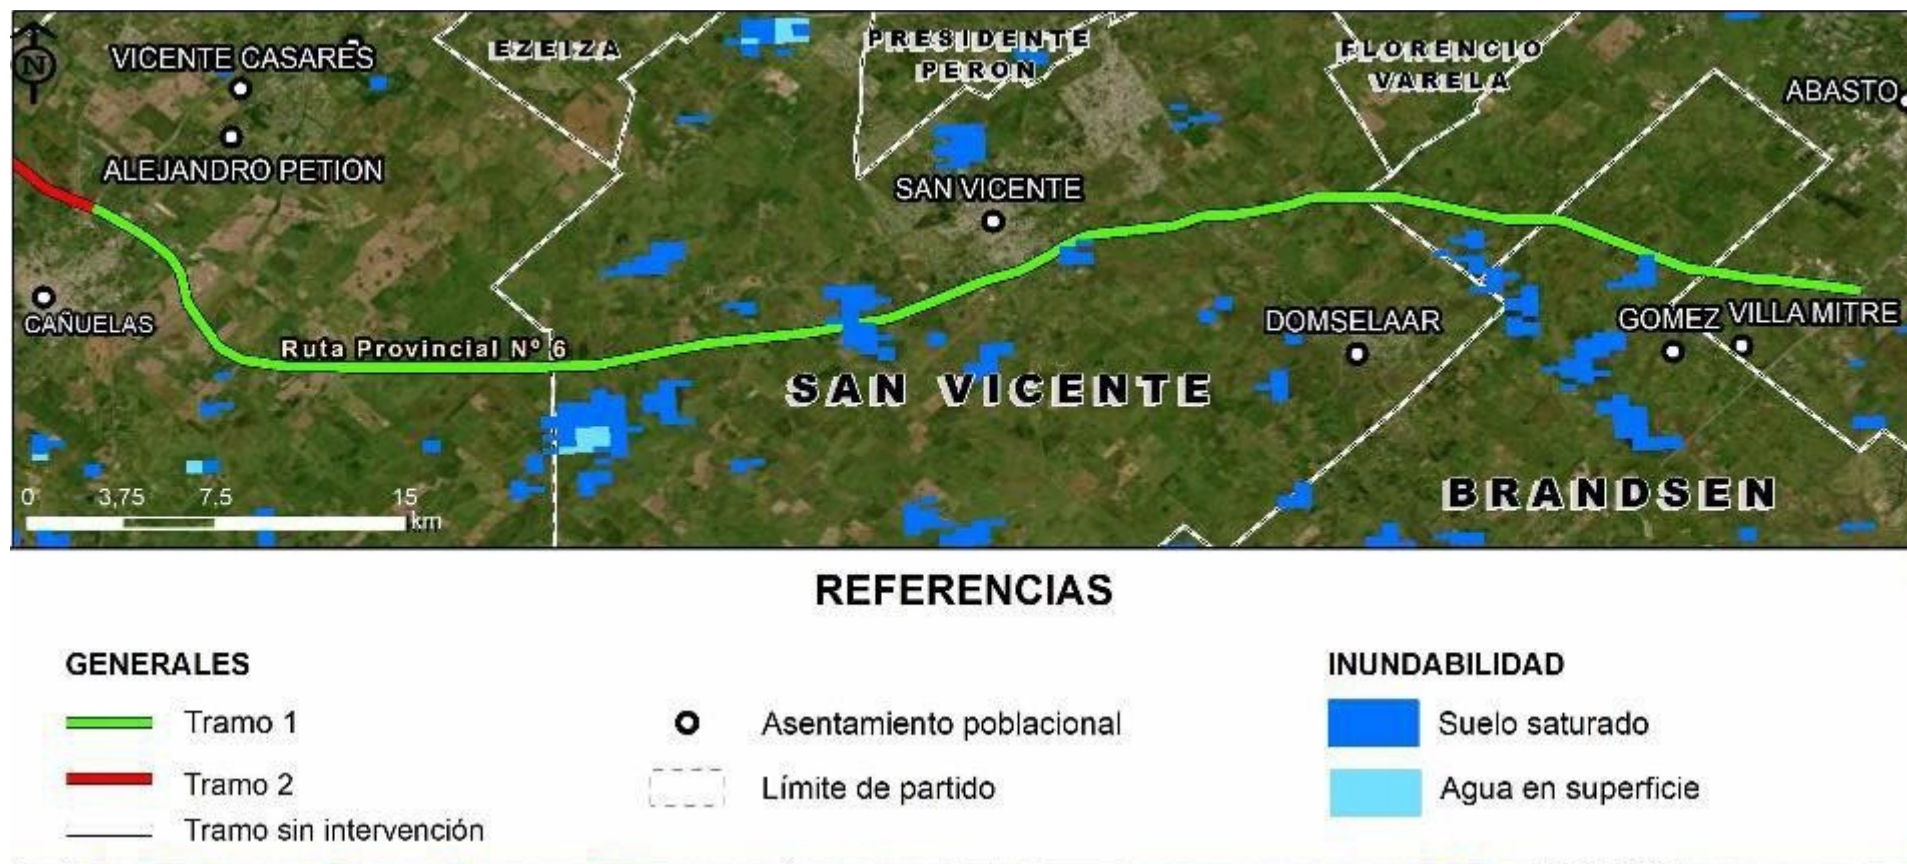 N
VICENTE CASARES
EZEIZA
PRESIDENTE
PERON
FLORENCIO
VARELA
ABASTO
ALEJANDRO PETION
SAN VICENTE
CAÑUELAS
Ruta Provincial Nº 6
DOMSELAAR
GOMEZ
VILLA MITRE
SAN VICENTE
BRANDSEN
0 3,75 7,5 15
km
REFERENCIAS
GENERALES
Tramo 1
Tramo 2
Tramo sin intervención
Asentamiento poblacional
Límite de partido
INUNDABILIDAD
Suelo saturado
Agua en superficie